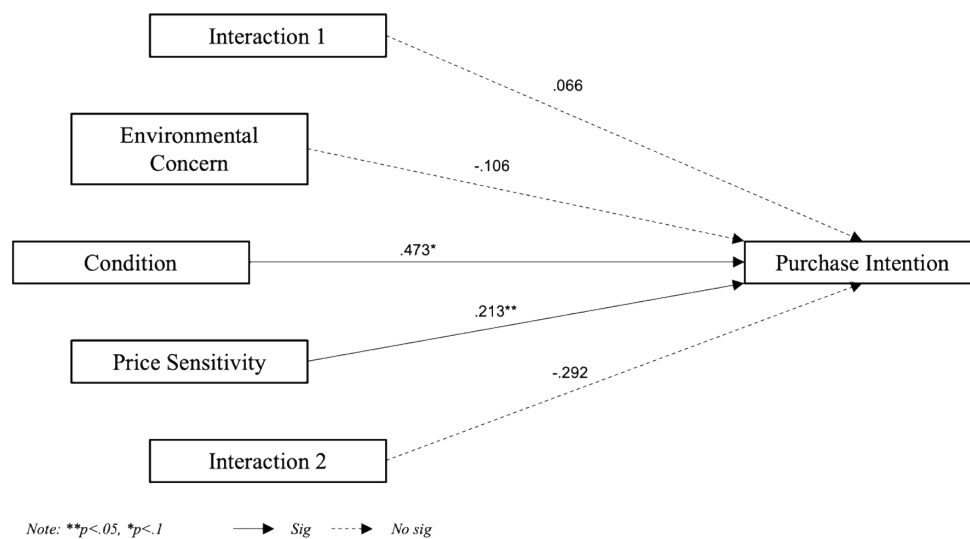 Interaction 1
.066
Environmental
Concern
-.106
Condition
.473*
Purchase Intention
.213**
Price Sensitivity
-.292
Interaction 2
Note: **p<.05, *p<.1
Sig
No sig